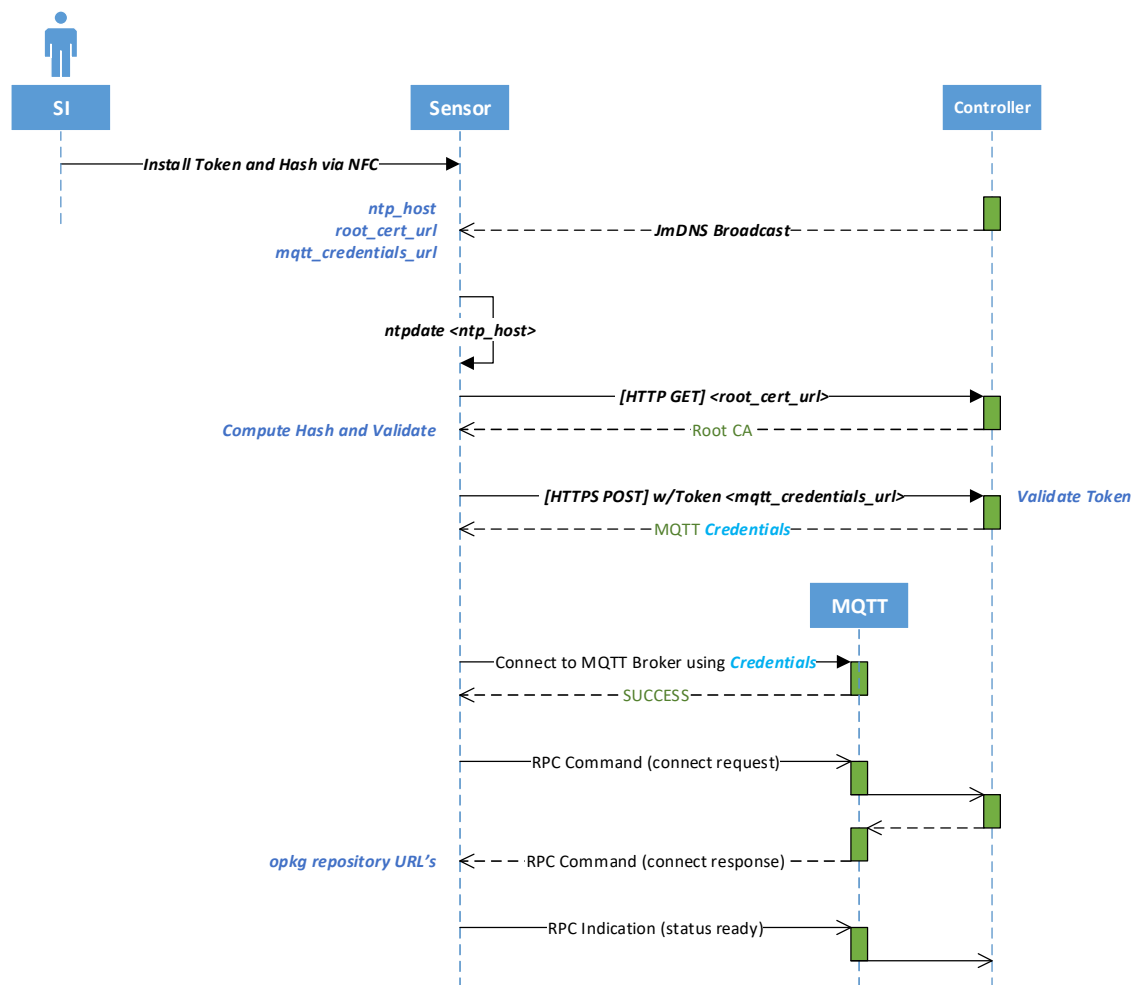 SI
Sensor
Controller
Install Token and Hash via NFC
ntp_host
root_cert_url
mqtt_credentials_url
JmDNS Broadcast
ntpdate <ntp_host>
[HTTP GET] <root_cert_url>
Compute Hash and Validate
Root CA
[HTTPS POST] w/Token <mqtt_credentials_url>
Validate Token
MQTT Credentials
MQTT
Connect to MQTT Broker using Credentials
SUCCESS
RPC Command (connect request)
opkg repository URL's
RPC Command (connect response)
RPC Indication (status ready)